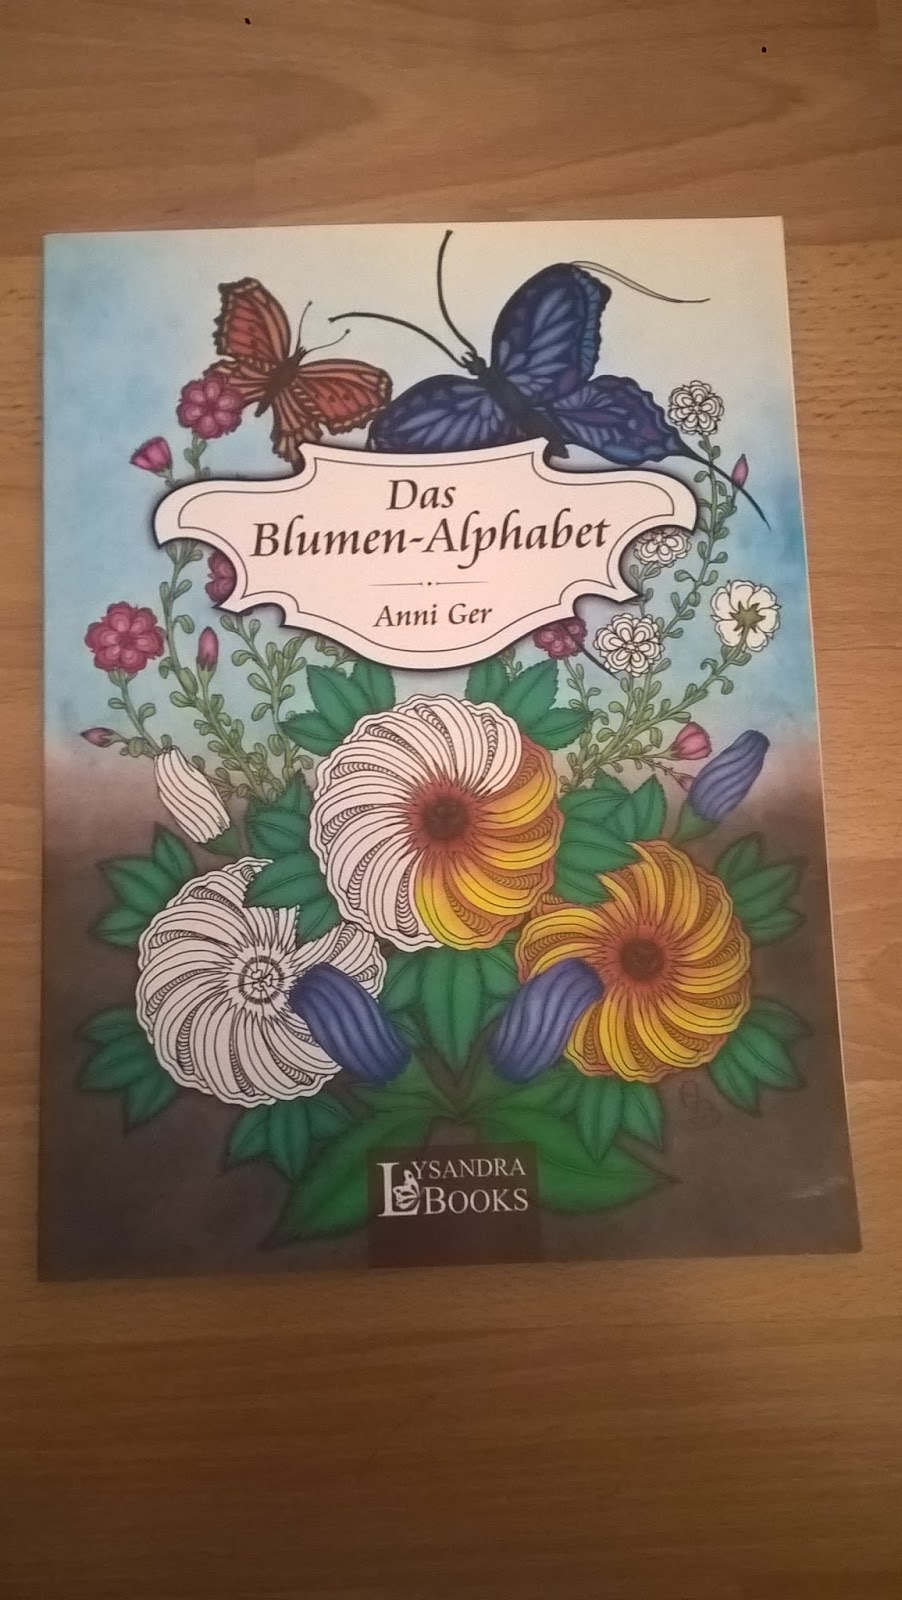 Das
Blumen-Alphabet
Anni Ger
LYSANDRA
BOOKS